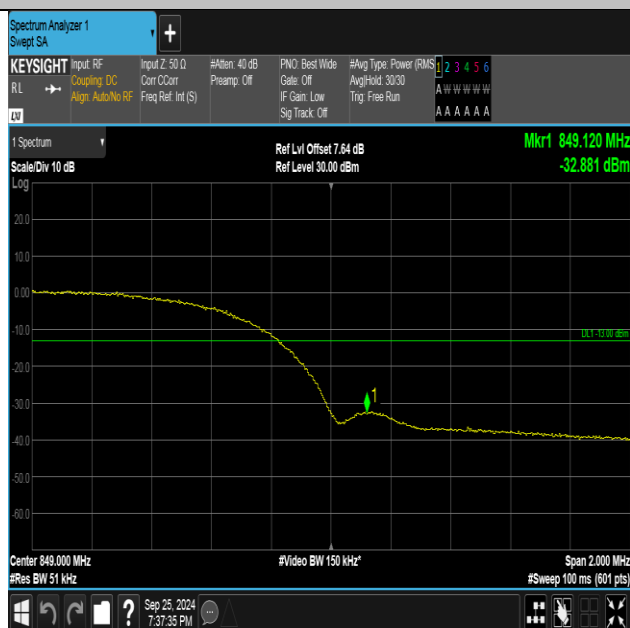 Spectrum Analyzer 1
Swept SA
+
KEYSIGHT
RL
LXI
Input: RF
Coupling: DC
Align: Auto/No RF
Input Z: 50 Ω
Corr CCorr
Freq Ref: Int (S)
#Atten: 40 dB
Preamp: Off
PNO: Best Wide
Gate: Off
IF Gain: Low
Sig Track: Off
#Avg Type: Power (RMS
Avg|Hold: 30/30
Trig: Free Run
1 2 3 4 5 6
A W W W W W
A A A A A A
1 Spectrum
Scale/Div 10 dB
Log
Ref Lvl Offset 7.64 dB
Ref Level 30.00 dBm
Mkr1 849.120 MHz
-32.881 dBm
20.0
10.0
0.00
-10.0
DL1 -13.00 dBm
-20.0
-30.0
1
-40.0
-50.0
-60.0
Center 849.000 MHz
#Video BW 150 kHz*
Span 2.000 MHz
#Res BW 51 kHz
#Sweep 100 ms (601 pts)
?
Sep 25, 2024
7:37:35 PM